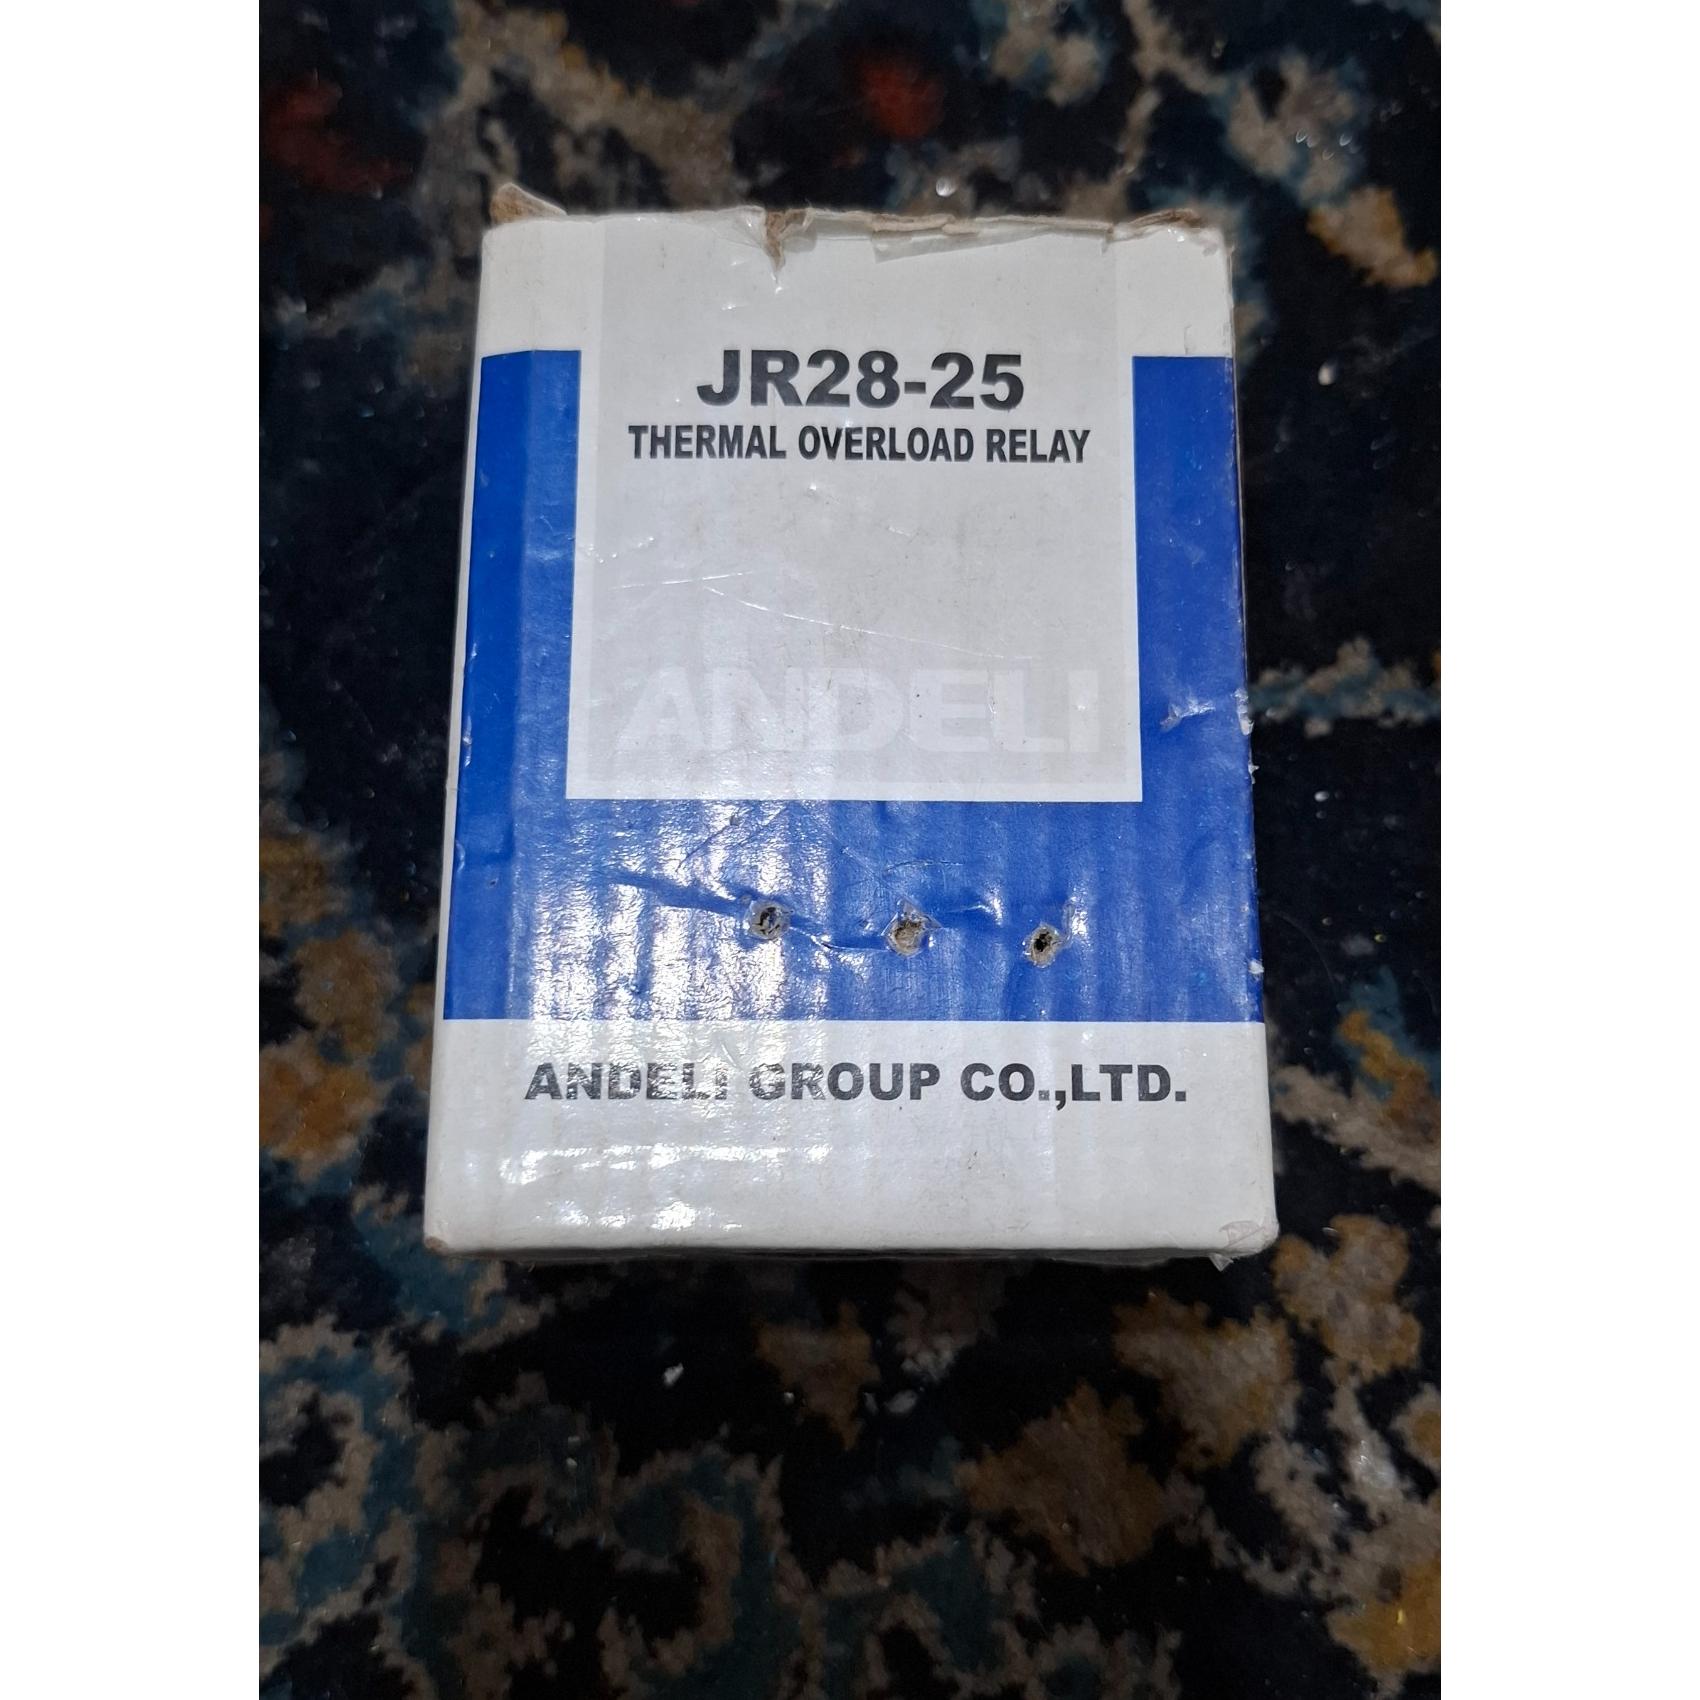 JR28-25
THERMAL OVERLOAD RELAY
ANDELI
ANDELI GROUP CO.,LTD.